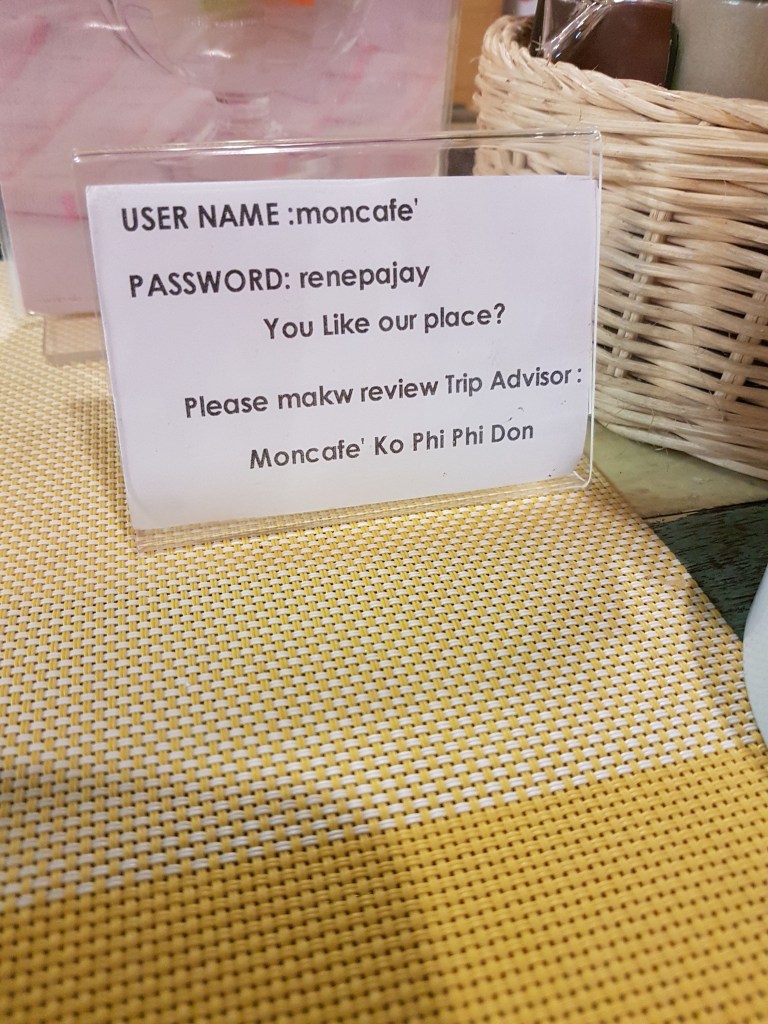 USER NAME :moncafe'
PASSWORD: renepajay
You Like our place?
Please makw review Trip Advisor :
Moncafe' Ko Phi Phi Don